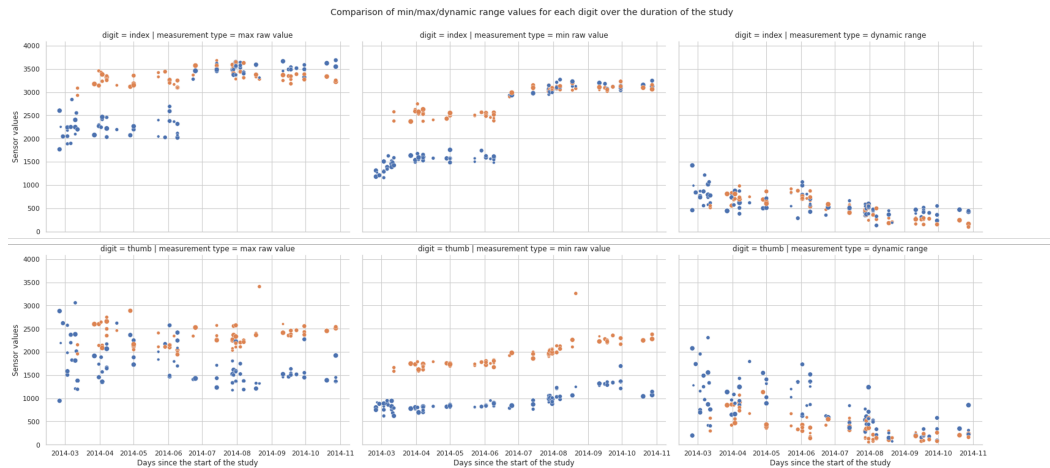 Comparison of min/max/dynamic range values for each digit over the duration of the study
digit = index | measurement type = max raw value
digit = index | measurement type = min raw value
digit = index | measurement type = dynamic range
4000
3500
3000
2500
2000
1500
1000
500
0
Sensor values
digit = thumb | measurement type = max raw value
digit = thumb | measurement type = min raw value
digit = thumb | measurement type = dynamic range
4000
3500
3000
2500
2000
1500
1000
500
0
Sensor values
2014-03 2014-04 2014-05 2014-06 2014-07 2014-08 2014-09 2014-10 2014-11
2014-03 2014-04 2014-05 2014-06 2014-07 2014-08 2014-09 2014-10 2014-11
2014-03 2014-04 2014-05 2014-06 2014-07 2014-08 2014-09 2014-10 2014-11
Days since the start of the study
Days since the start of the study
Days since the start of the study